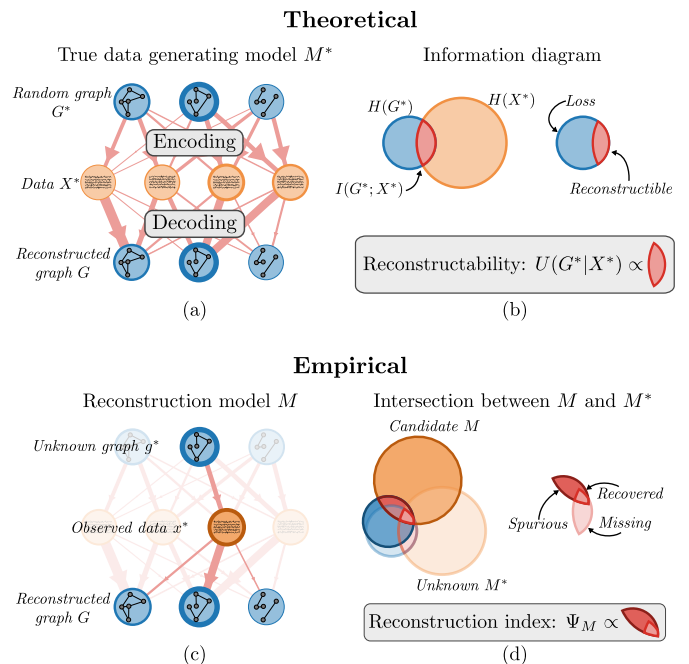 Theoretical
True data generating model M*
Random graph
G*
Encoding
Data X*
Decoding
Reconstructed
graph G
(a)
Information diagram
H(G*)
H(X*)
I(G*; X*)
Loss
Reconstructible
Reconstructability: U(G*|X*) ∝
(b)
Empirical
Reconstruction model M
Unknown graph g*
Observed data x*
Reconstructed
graph G
(c)
Intersection between M and M*
Candidate M
Unknown M*
Recovered
Spurious
Missing
Reconstruction index: Ψ_M ∝
(d)